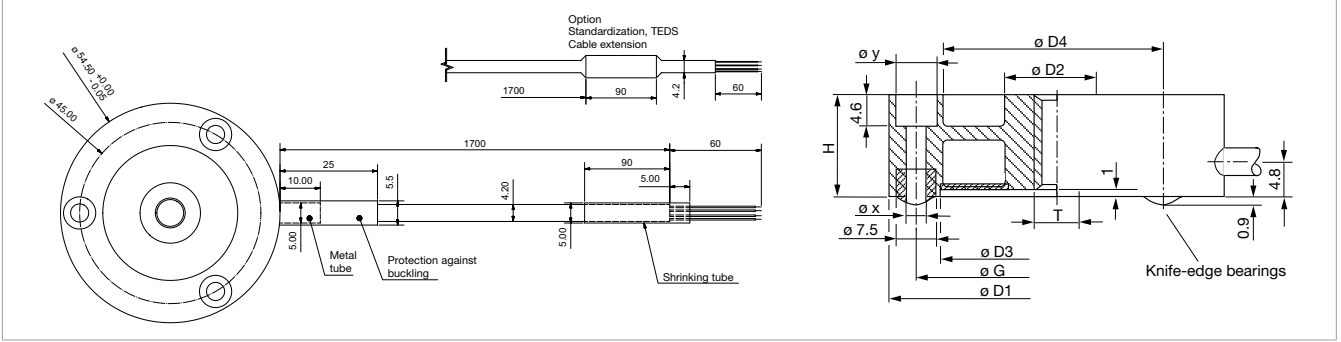 Option
Standardization, TEDS
Cable extension
ø 54.50 +0.00
- 0.05
ø 45.00
1700
90
4.2
60
1700
60
25
90
10.00
5.00
5.5
4.20
5.00
5.00
Metal
tube
Protection against
buckling
Shrinking tube
ø D4
ø y
ø D2
4.6
H
1
4.8
T
0.9
ø x
ø 7.5
ø D3
ø G
ø D1
Knife-edge bearings